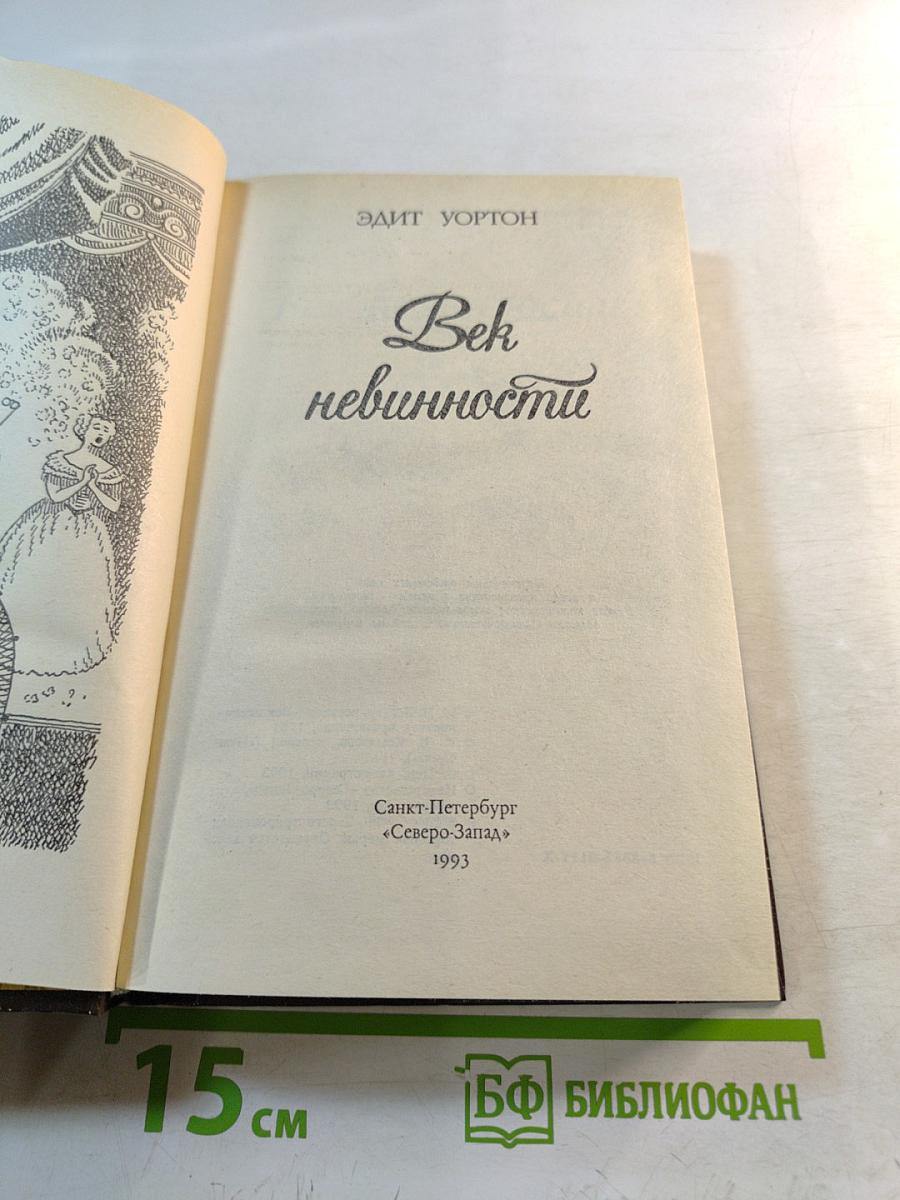 ЭДИТ УОРТОН
Век
невинности
Санкт-Петербург
«Северо-Запад»
1993
15 см
БФ БИБЛИОФАН